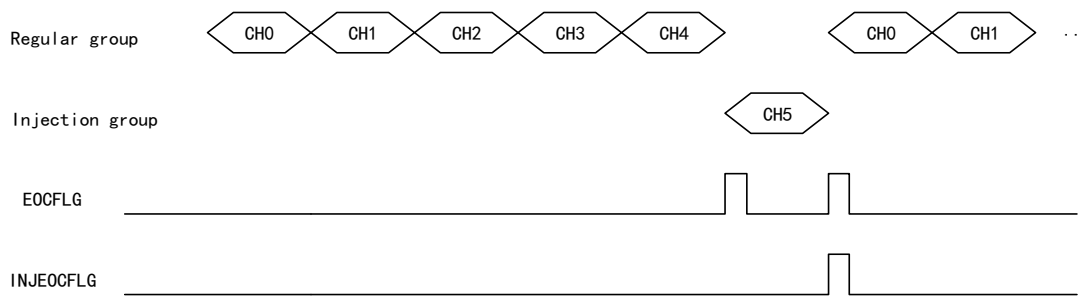 Regular group CH0 CH1 CH2 CH3 CH4 CH0 CH1 ..
Injection group CH5
EOCFLG
INJEOCFLG